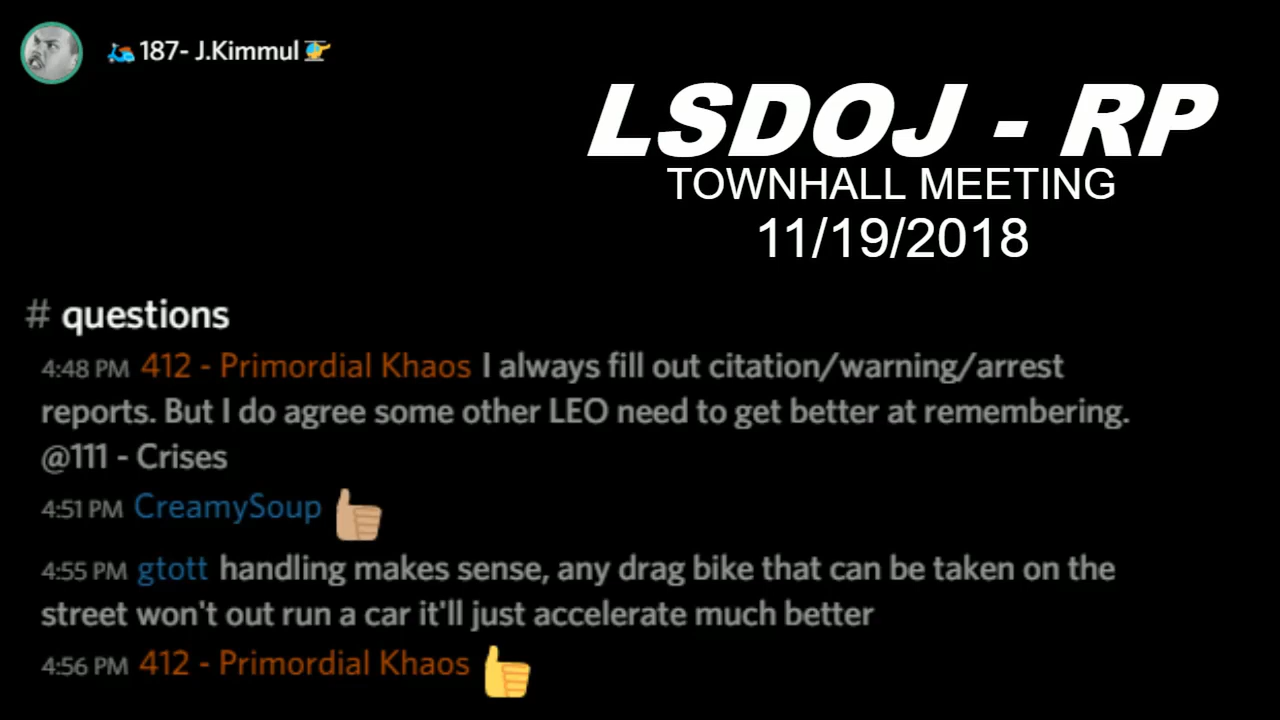 187- J.Kimmul
LSDOJ - RP
TOWNHALL MEETING
11/19/2018
# questions
4:48 PM 412 - Primordial Khaos I always fill out citation/warning/arrest
reports. But I do agree some other LEO need to get better at remembering.
@111 - Crises
4:51 PM CreamySoup
4:55 PM gtott handling makes sense, any drag bike that can be taken on the
street won't out run a car it'll just accelerate much better
4:56 PM 412 - Primordial Khaos